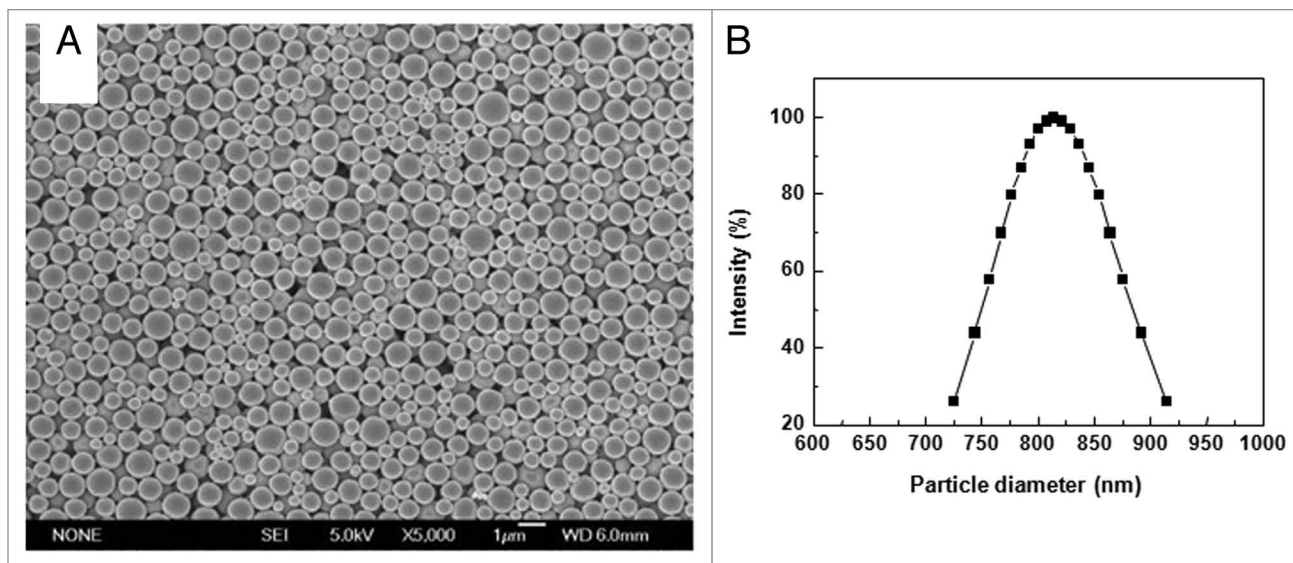 A
NONE SEI 5.0kV X5,000 1μm WD 6.0mm
B
Intensity (%)
100
80
60
40
20
600 650 700 750 800 850 900 950 1000
Particle diameter (nm)